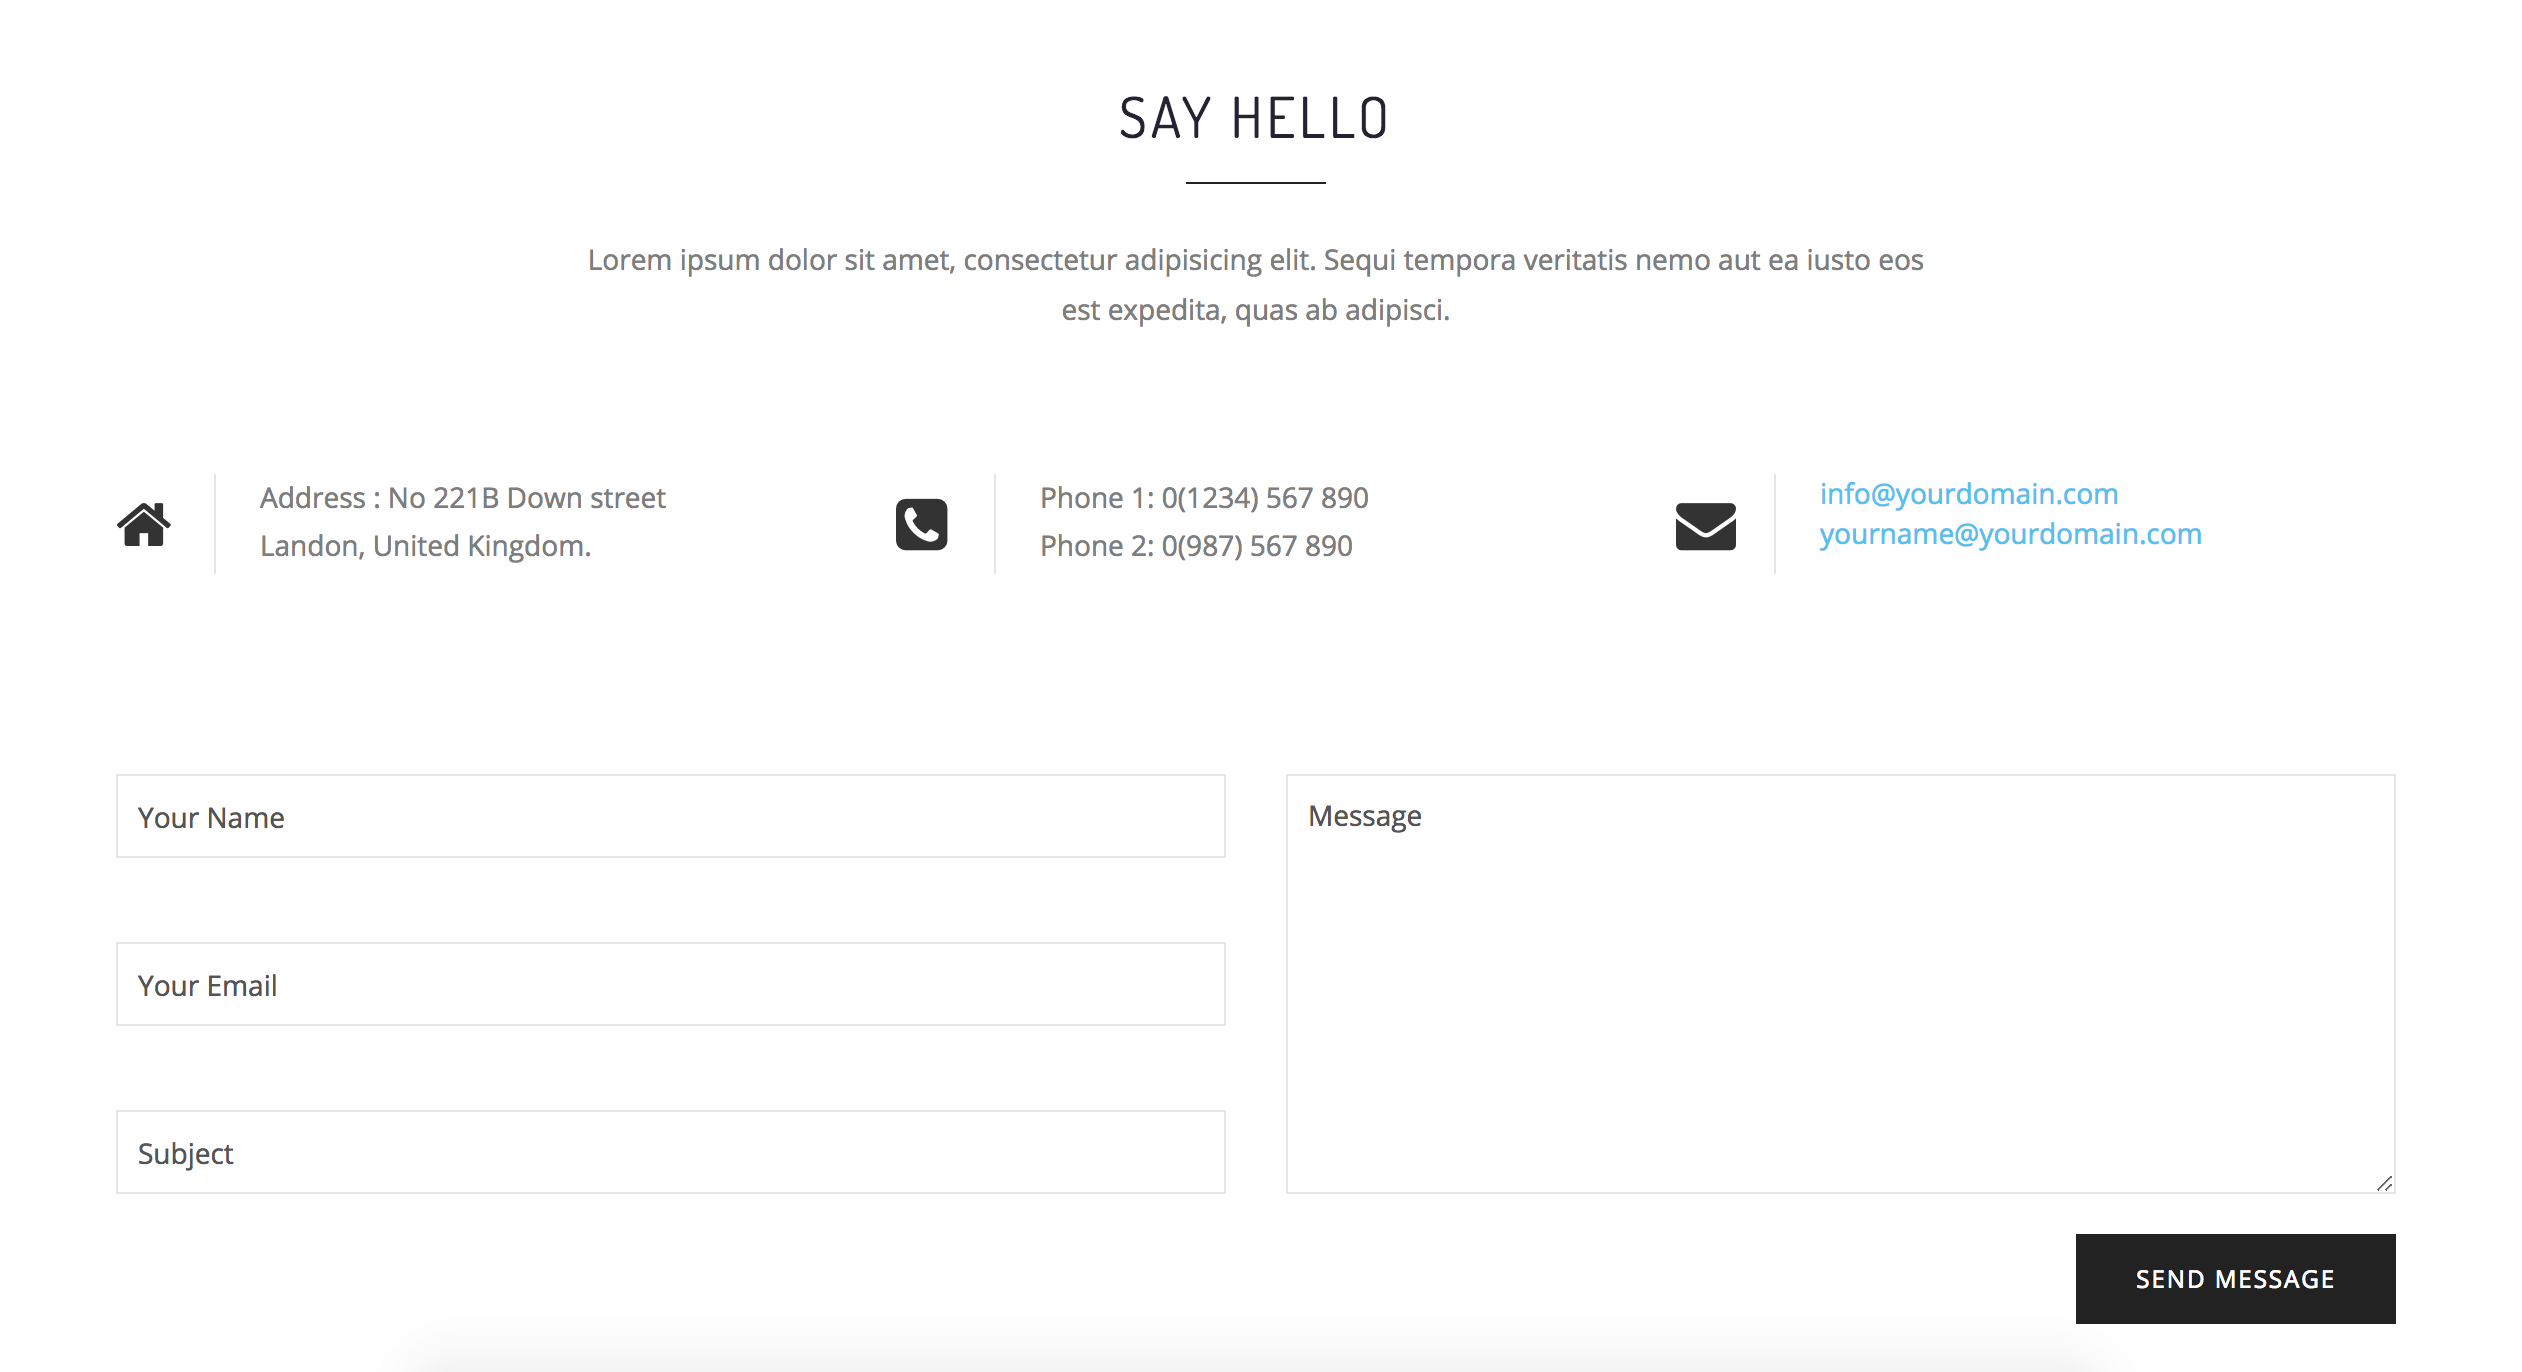 SAY HELLO
Lorem ipsum dolor sit amet, consectetur adipisicing elit. Sequi tempora veritatis nemo aut ea iusto eos
est expedita, quas ab adipisci.
Address : No 221B Down street
Landon, United Kingdom.
Phone 1: 0(1234) 567 890
Phone 2: 0(987) 567 890
info@yourdomain.com
yourname@yourdomain.com
Your Name
Your Email
Subject
Message
SEND MESSAGE